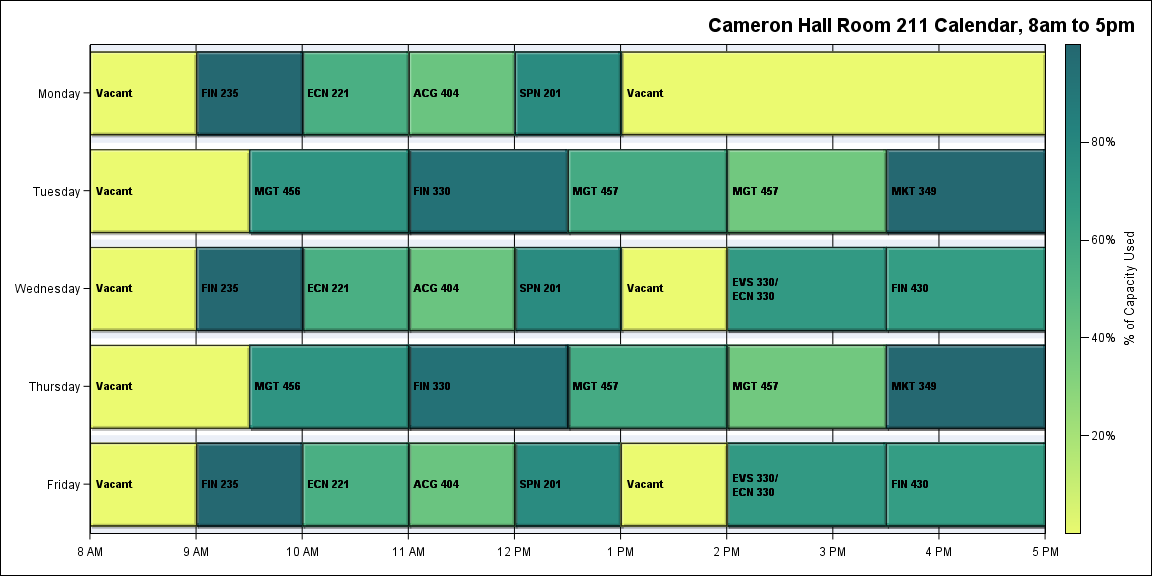 Cameron Hall Room 211 Calendar, 8am to 5pm
Monday
Vacant
FIN 235
ECN 221
ACG 404
SPN 201
Vacant
Tuesday
Vacant
MGT 456
FIN 330
MGT 457
MGT 457
MKT 349
Wednesday
Vacant
FIN 235
ECN 221
ACG 404
SPN 201
Vacant
EVS 330/
ECN 330
FIN 430
Thursday
Vacant
MGT 456
FIN 330
MGT 457
MGT 457
MKT 349
Friday
Vacant
FIN 235
ECN 221
ACG 404
SPN 201
Vacant
EVS 330/
ECN 330
FIN 430
8 AM
9 AM
10 AM
11 AM
12 PM
1 PM
2 PM
3 PM
4 PM
5 PM
80%
60%
40%
20%
% of Capacity Used